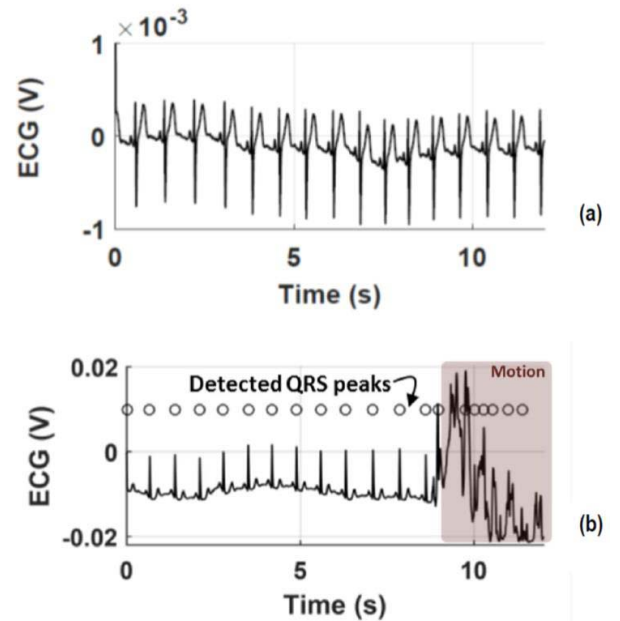 × 10⁻³
1
0
-1
ECG (V)
0 5 10
Time (s)
(a)
0.02
0
-0.02
ECG (V)
Detected QRS peaks
Motion
0 5 10
Time (s)
(b)